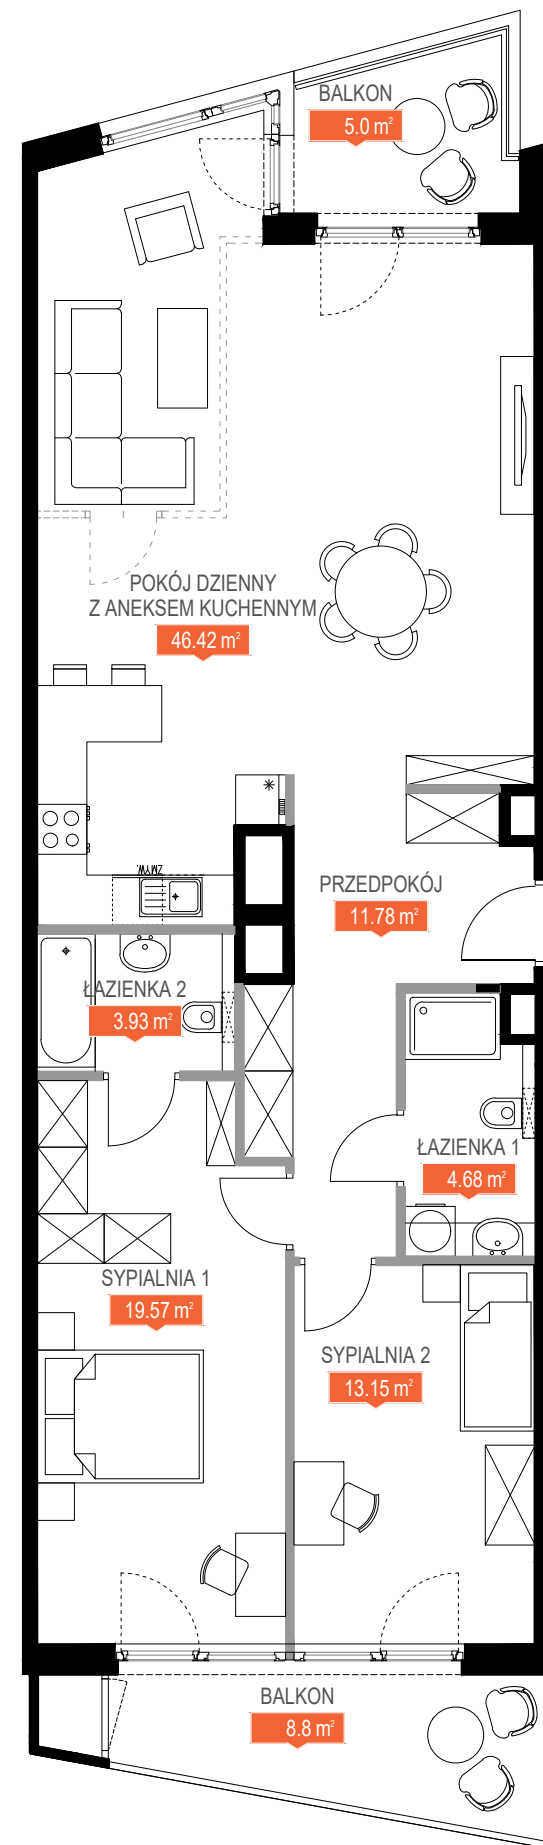 BALKON
5.0 m²
POKÓJ DZIENNY
Z ANEKSEM KUCHENNYM
46.42 m²
ZMYW.
PRZEDPOKÓJ
11.78 m²
ŁAZIENKA 2
3.93 m²
ŁAZIENKA 1
4.68 m²
SYPIALNIA 1
19.57 m²
SYPIALNIA 2
13.15 m²
BALKON
8.8 m²